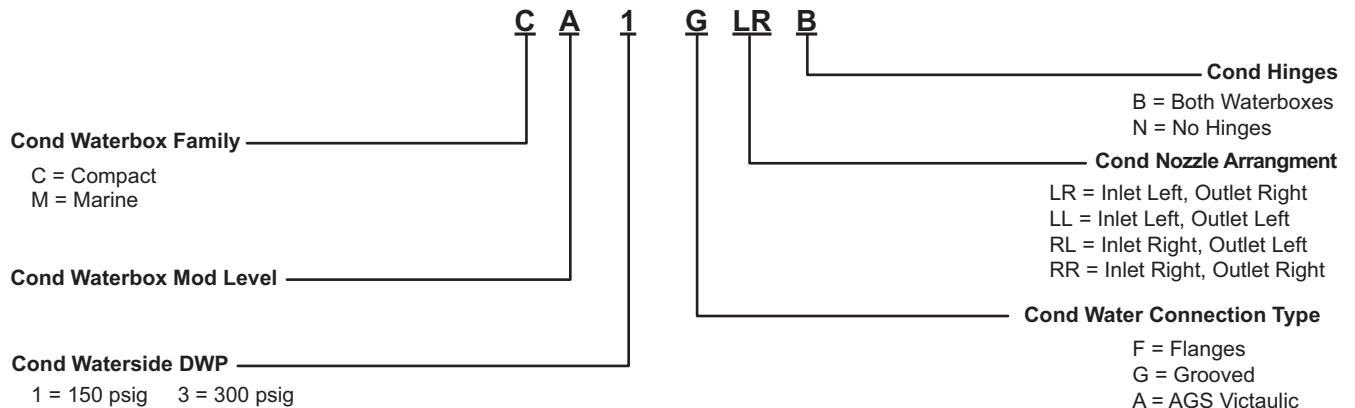 C A 1 G LR B
Cond Hinges
B = Both Waterboxes
N = No Hinges
Cond Waterbox Family
C = Compact
M = Marine
Cond Nozzle Arrangment
LR = Inlet Left, Outlet Right
LL = Inlet Left, Outlet Left
RL = Inlet Right, Outlet Left
RR = Inlet Right, Outlet Right
Cond Waterbox Mod Level
Cond Water Connection Type
F = Flanges
G = Grooved
A = AGS Victaulic
Cond Waterside DWP
1 = 150 psig 3 = 300 psig